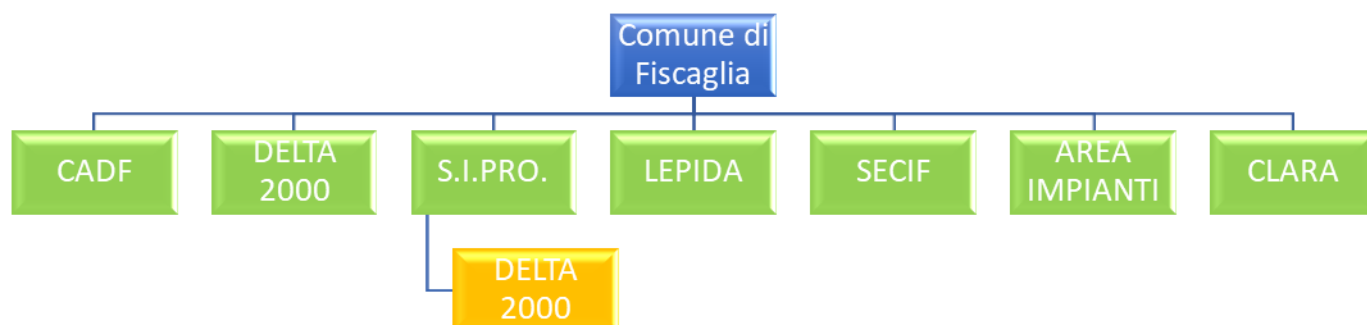 Comune di
Fiscaglia
CADF
DELTA
2000
S.I.PRO.
LEPIDA
SECIF
AREA
IMPIANTI
CLARA
DELTA
2000